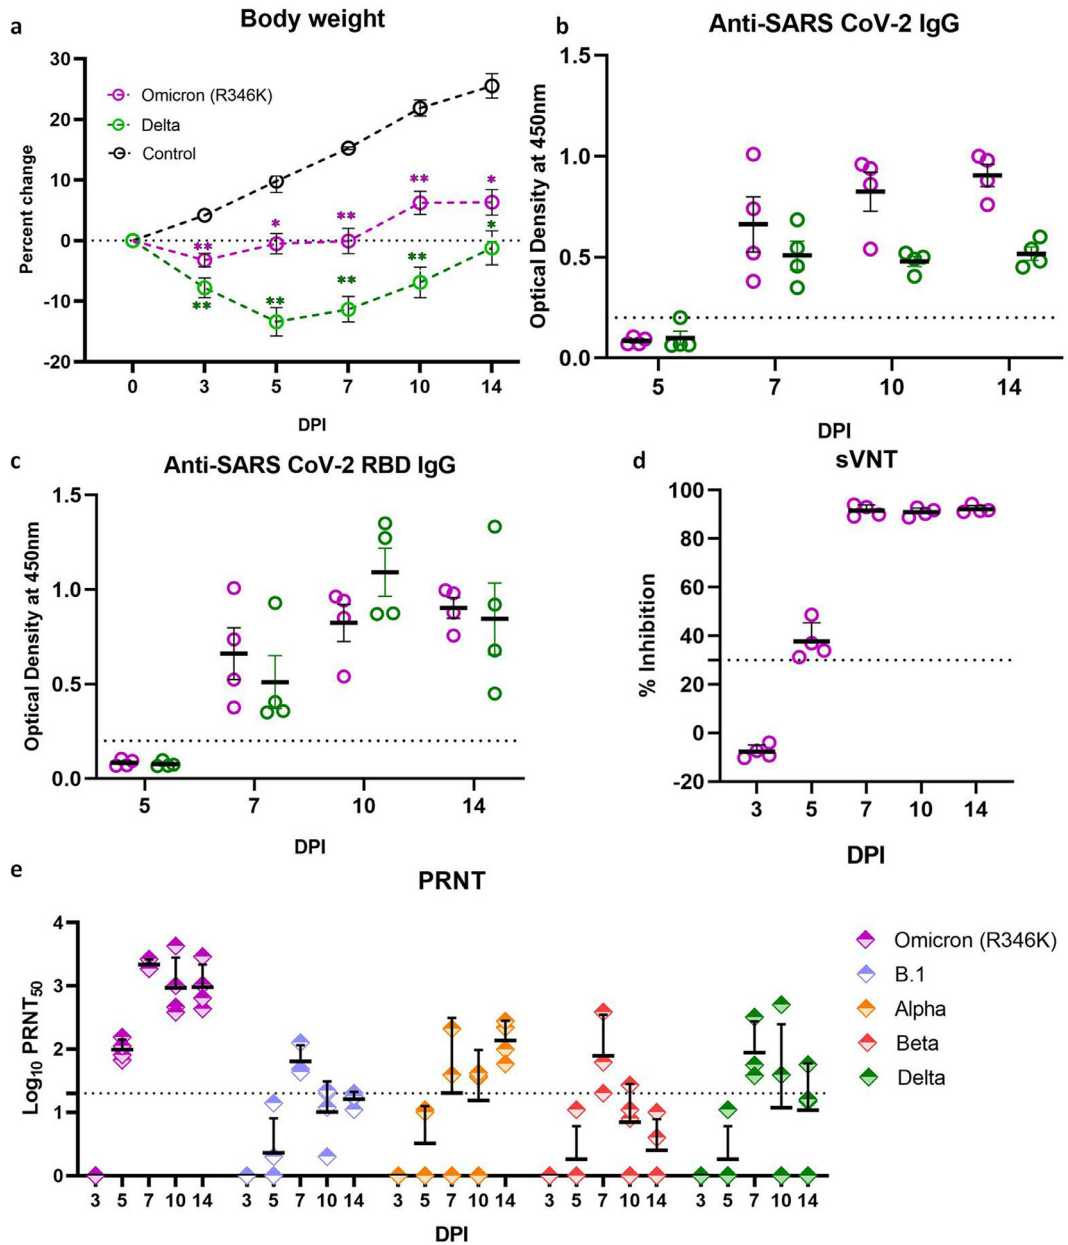 a
Body weight
Percent change
30
20
10
0
-10
-20
Omicron (R346K)
Delta
Control
**
*
**
**
*
**
**
**
**
*
0 3 5 7 10 14
DPI
b
Anti-SARS CoV-2 IgG
Optical Density at 450nm
1.5
1.0
0.5
0.0
5 7 10 14
DPI
c
Anti-SARS CoV-2 RBD IgG
Optical Density at 450nm
1.5
1.0
0.5
0.0
5 7 10 14
DPI
d
sVNT
% Inhibition
100
80
60
40
20
0
-20
3 5 7 10 14
DPI
e
PRNT
Log10 PRNT50
4
3
2
1
0
3 5 7 10 14 3 5 7 10 14 3 5 7 10 14 3 5 7 10 14 3 5 7 10 14
DPI
Omicron (R346K)
B.1
Alpha
Beta
Delta